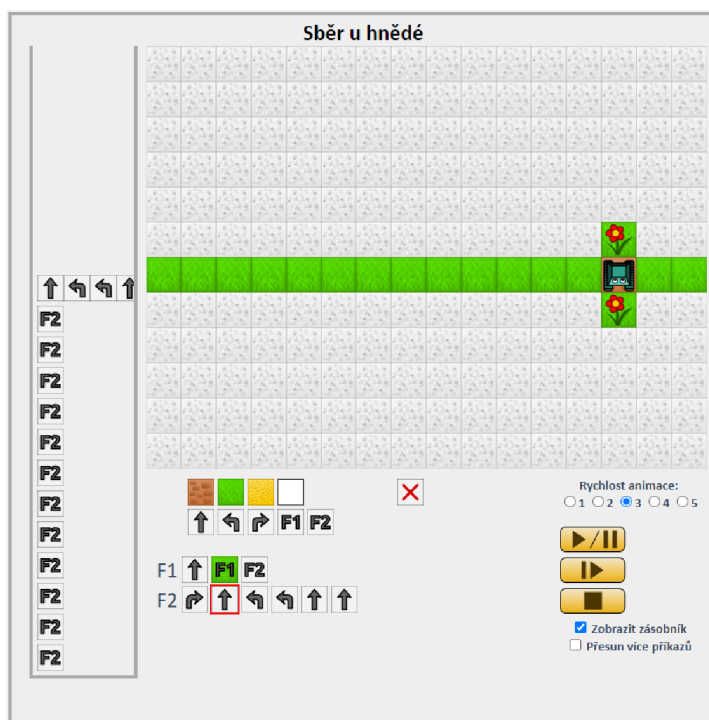 Sběr u hnědé
F2
F2
F2
F2
F2
F2
F2
F2
F2
F2
F2
F2
F1 F2
Rychlost animace:
1 2 3 4 5
F1 F1 F2
F2
Zobrazit zásobník
Přesun více příkazů